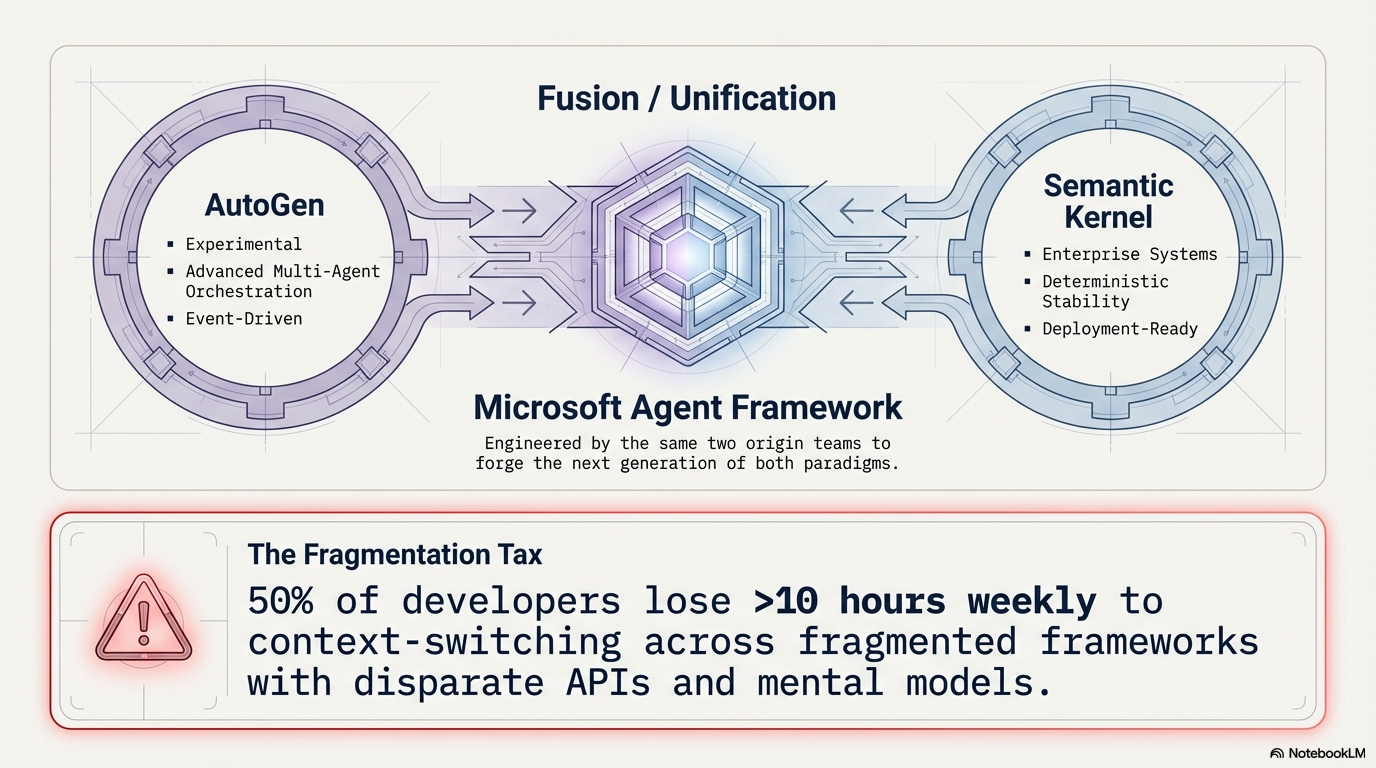 Fusion / Unification
AutoGen
▪ Experimental
▪ Advanced Multi-Agent
Orchestration
▪ Event-Driven
Semantic
Kernel
▪ Enterprise Systems
▪ Deterministic
Stability
▪ Deployment-Ready
Microsoft Agent Framework
Engineered by the same two origin teams to
forge the next generation of both paradigms.
The Fragmentation Tax
50% of developers lose >10 hours weekly to
context-switching across fragmented frameworks
with disparate APIs and mental models.
NotebookLM